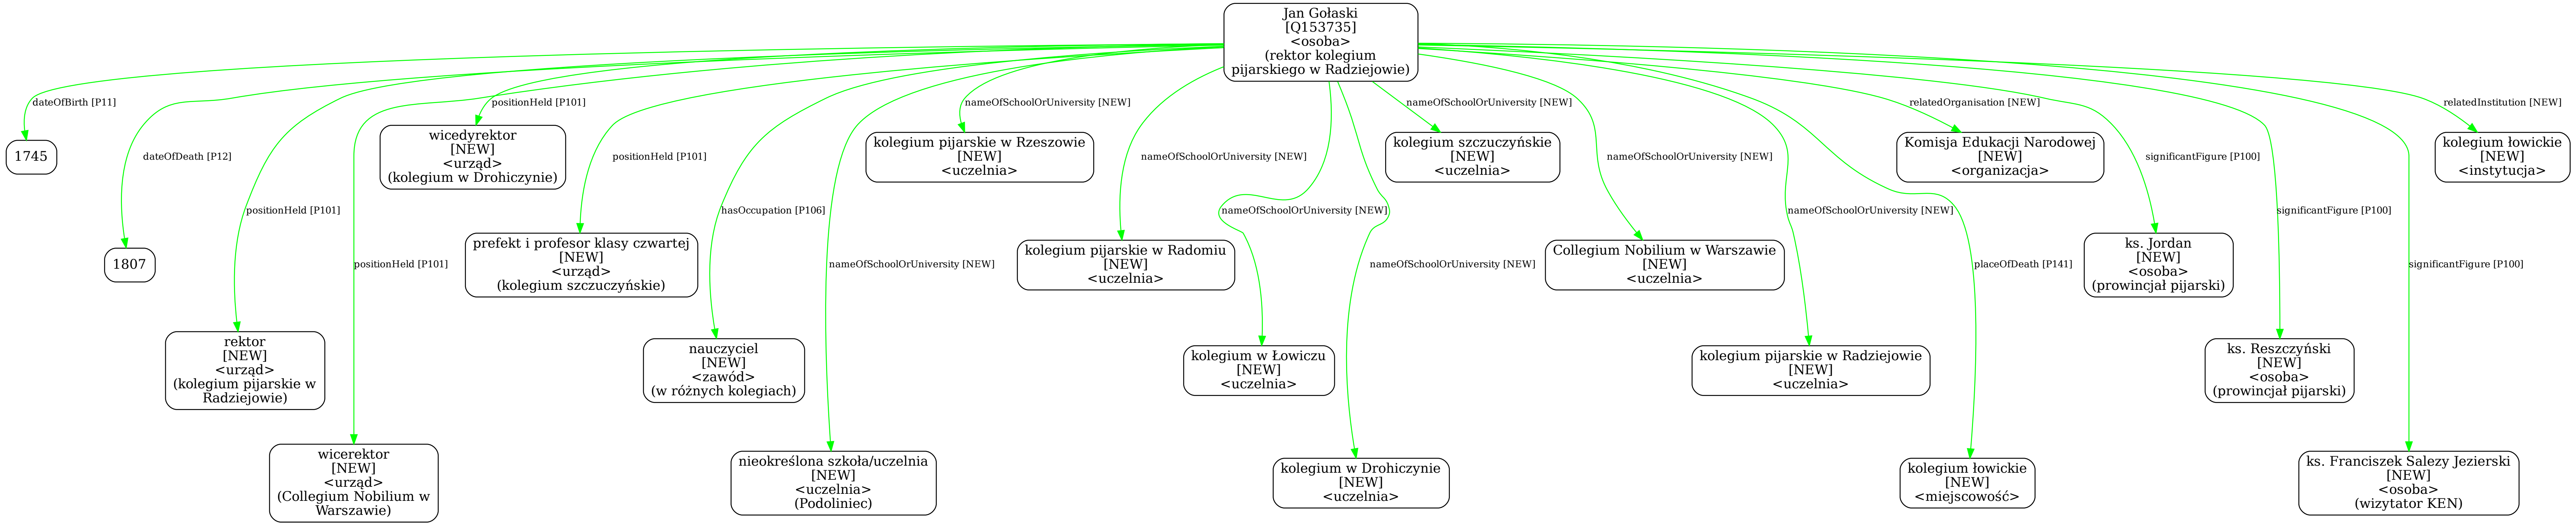 Jan Gołaski
[Q153735]
<osoba>
(rektor kolegium
pijarskiego w Radziejowie)
dateOfBirth [P11]
1745
dateOfDeath [P12]
1807
positionHeld [P101]
rektor
[NEW]
<urząd>
(kolegium pijarskie w
Radziejowie)
positionHeld [P101]
wicerektor
[NEW]
<urząd>
(Collegium Nobilium w
Warszawie)
positionHeld [P101]
wicedyrektor
[NEW]
<urząd>
(kolegium w Drohiczynie)
positionHeld [P101]
prefekt i profesor klasy czwartej
[NEW]
<urząd>
(kolegium szczuczyńskie)
hasOccupation [P106]
nauczyciel
[NEW]
<zawód>
(w różnych kolegiach)
nameOfSchoolOrUniversity [NEW]
nieokreślona szkoła/uczelnia
[NEW]
<uczelnia>
(Podoliniec)
nameOfSchoolOrUniversity [NEW]
kolegium pijarskie w Rzeszowie
[NEW]
<uczelnia>
nameOfSchoolOrUniversity [NEW]
kolegium pijarskie w Radomiu
[NEW]
<uczelnia>
nameOfSchoolOrUniversity [NEW]
kolegium w Łowiczu
[NEW]
<uczelnia>
nameOfSchoolOrUniversity [NEW]
kolegium w Drohiczynie
[NEW]
<uczelnia>
nameOfSchoolOrUniversity [NEW]
kolegium szczuczyńskie
[NEW]
<uczelnia>
nameOfSchoolOrUniversity [NEW]
Collegium Nobilium w Warszawie
[NEW]
<uczelnia>
nameOfSchoolOrUniversity [NEW]
kolegium pijarskie w Radziejowie
[NEW]
<uczelnia>
placeOfDeath [P141]
kolegium łowickie
[NEW]
<miejscowość>
relatedOrganisation [NEW]
Komisja Edukacji Narodowej
[NEW]
<organizacja>
significantFigure [P100]
ks. Jordan
[NEW]
<osoba>
(prowincjał pijarski)
significantFigure [P100]
ks. Reszczyński
[NEW]
<osoba>
(prowincjał pijarski)
significantFigure [P100]
ks. Franciszek Salezy Jezierski
[NEW]
<osoba>
(wizytator KEN)
relatedInstitution [NEW]
kolegium łowickie
[NEW]
<instytucja>